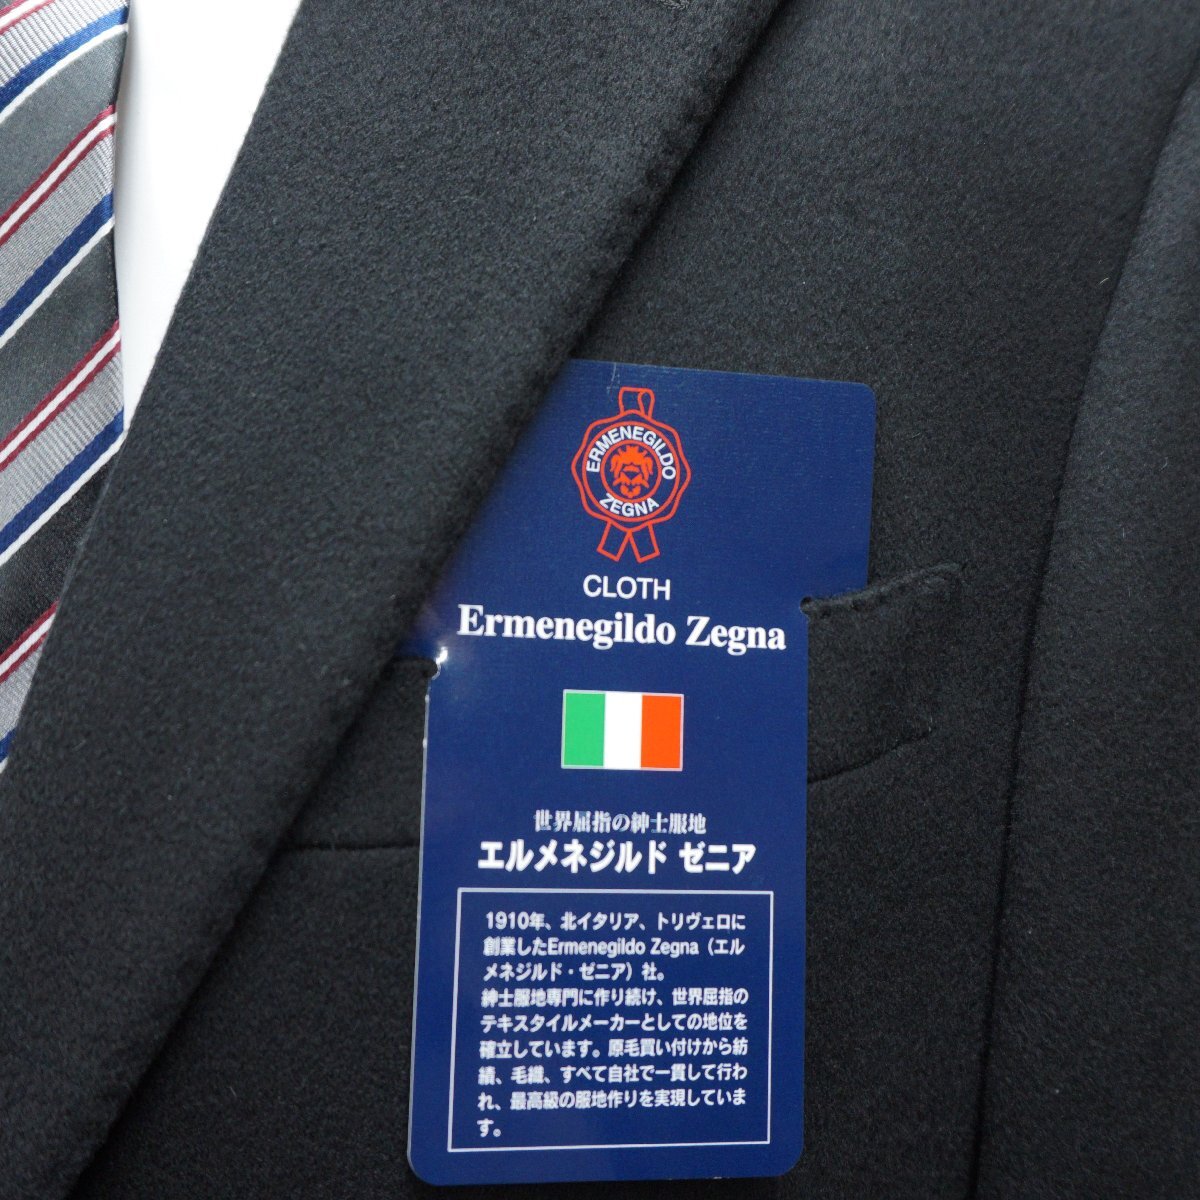 ERMENEGILDO
ZEGNA
CLOTH
Ermenegildo Zegna
世界屈指の紳士服地
エルメネジルド ゼニア
1910年、北イタリア、トリヴェロに
創業したErmenegildo Zegna（エル
メネジルド・ゼニア）社。
紳士服地専門に作り続け、世界屈指の
テキスタイルメーカーとしての地位を
確立しています。原毛買い付けから紡
績、毛織、すべて自社で一貫して行わ
れ、最高級の服地作りを実現していま
す。